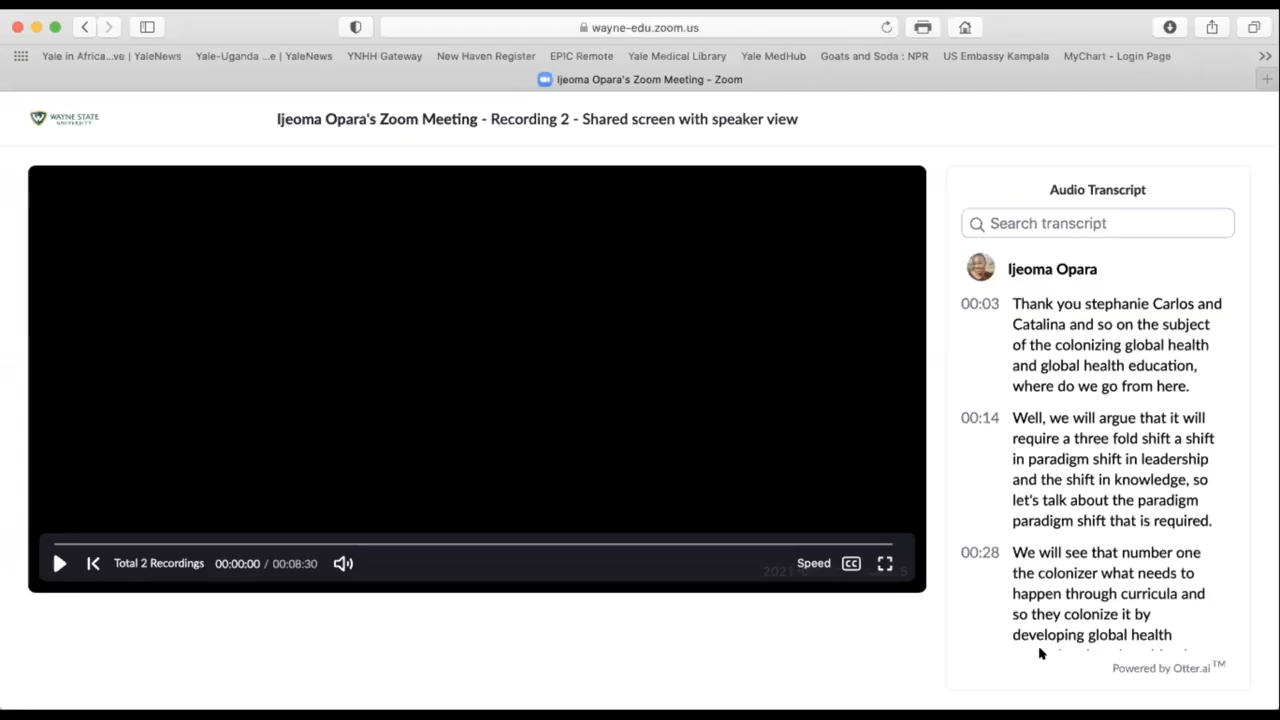 wayne-edu.zoom.us
Yale in Africa...ve | YaleNews Yale-Uganda ...e | YaleNews YNHH Gateway New Haven Register EPIC Remote Yale Medical Library Yale MedHub Goats and Soda : NPR US Embassy Kampala MyChart - Login Page
Ijeoma Opara's Zoom Meeting - Zoom
WAYNE STATE
UNIVERSITY
Ijeoma Opara's Zoom Meeting - Recording 2 - Shared screen with speaker view
Total 2 Recordings 00:00:00 / 00:08:30 Speed CC
Audio Transcript
Search transcript
Ijeoma Opara
00:03 Thank you stephanie Carlos and
Catalina and so on the subject
of the colonizing global health
and global health education,
where do we go from here.
00:14 Well, we will argue that it will
require a three fold shift a shift
in paradigm shift in leadership
and the shift in knowledge, so
let's talk about the paradigm
paradigm shift that is required.
00:28 We will see that number one
the colonizer what needs to
happen through curricula and
so they colonize it by
developing global health
Powered by Otter.ai TM